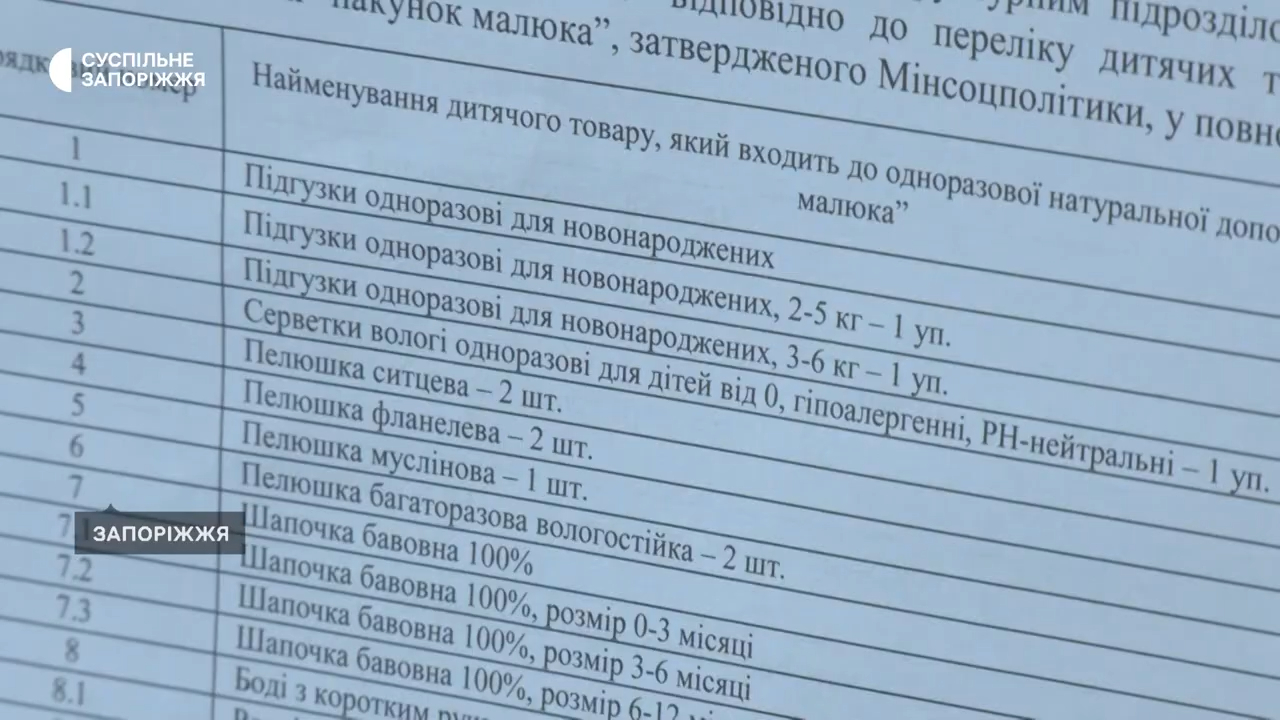 підрозділо
відповідно до переліку дитячих т
пакунок малюка”, затвердженого Мінсоцполітики, у повно
СУСПІЛЬНЕ
ЗАПОРІЖЖЯ
Найменування дитячого товару, який входить до одноразової натуральної допо
малюка”
1 Підгузки одноразові для новонароджених
1.1 Підгузки одноразові для новонароджених, 2-5 кг – 1 уп.
1.2 Підгузки одноразові для новонароджених, 3-6 кг – 1 уп.
2 Серветки вологі одноразові для дітей від 0, гіпоалергенні, PH-нейтральні – 1 уп.
3 Пелюшка ситцева – 2 шт.
4 Пелюшка фланелева – 2 шт.
5 Пелюшка муслінова – 1 шт.
6 Пелюшка багаторазова вологостійка – 2 шт.
7 Шапочка бавовна 100%
Шапочка бавовна 100%, розмір 0-3 місяці
7.2 Шапочка бавовна 100%, розмір 3-6 місяці
7.3 Шапочка бавовна 100%, розмір 6-12
8 Боді з коротким
8.1
ЗАПОРІЖЖЯ